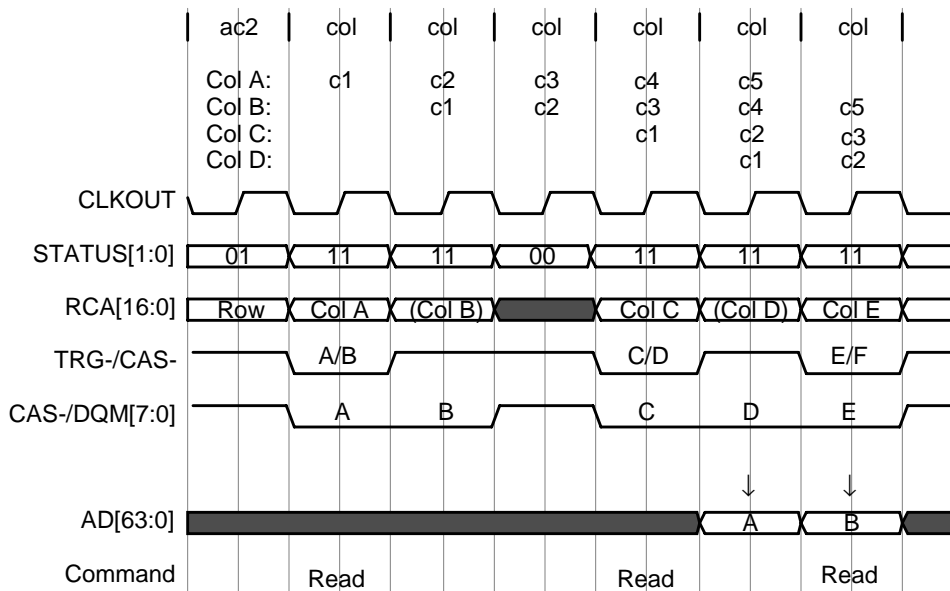 ac2 col col col col col col
Col A: c1 c2 c3 c4 c5
Col B: c1 c2 c3 c4 c5
Col C: c1 c2 c3
Col D: c1 c2
CLKOUT
STATUS[1:0] 01 11 11 00 11 11 11
RCA[16:0] Row Col A (Col B) Col C (Col D) Col E
TRG-/CAS- A/B C/D E/F
CAS-/DQM[7:0] A B C D E
↓ ↓
AD[63:0] A B
Command Read Read Read